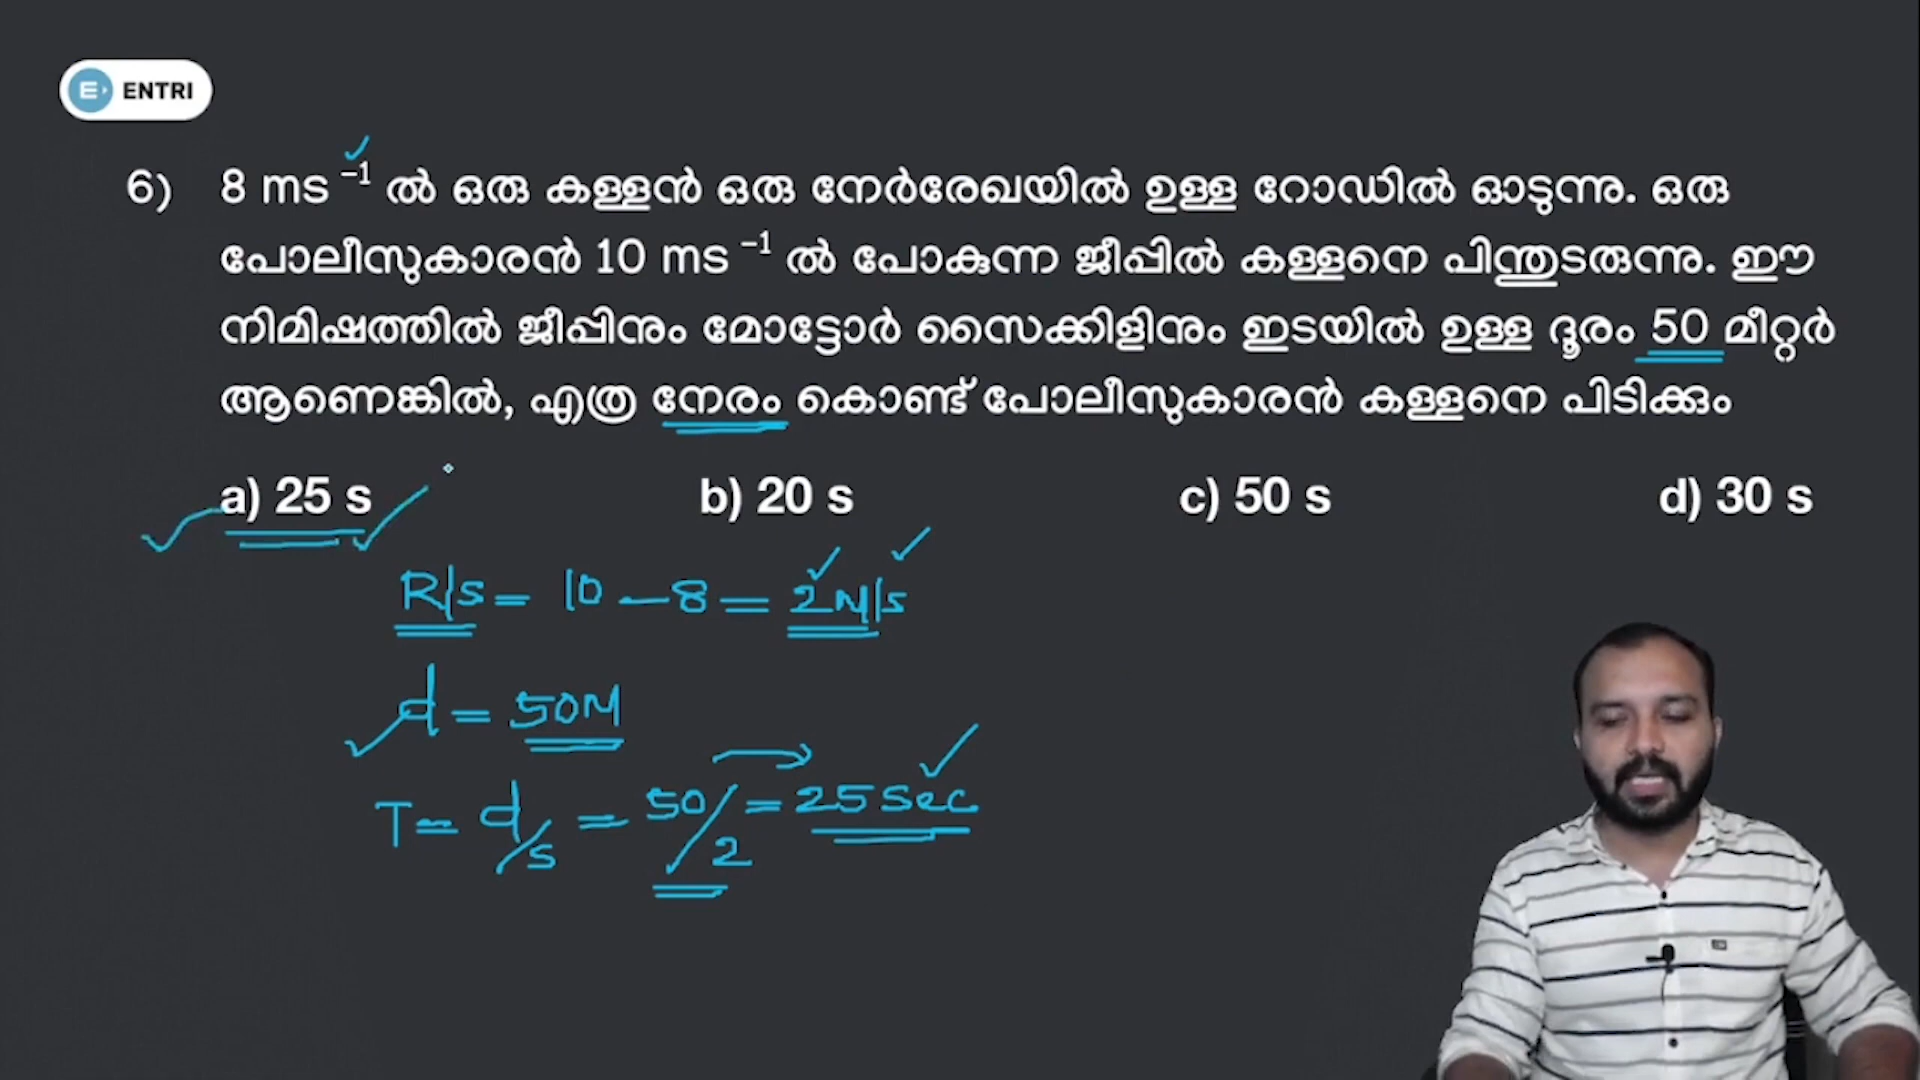 ENTRI
6) 8 ms⁻¹ ൽ ഒരു കള്ളൻ ഒരു നേർരേഖയിൽ ഉള്ള റോഡിൽ ഓടുന്നു. ഒരു
പോലീസുകാരൻ 10 ms⁻¹ ൽ പോകുന്ന ജീപ്പിൽ കള്ളനെ പിന്തുടരുന്നു. ഈ
നിമിഷത്തിൽ ജീപ്പിനും മോട്ടോർ സൈക്കിളിനും ഇടയിൽ ഉള്ള ദൂരം 50 മീറ്റർ
ആണെങ്കിൽ, എത്ര നേരം കൊണ്ട് പോലീസുകാരൻ കള്ളനെ പിടിക്കും
a) 25 s b) 20 s c) 50 s d) 30 s
R/s = 10 - 8 = 2M/s
d = 50M
T = d/s = 50/2 = 25 Sec